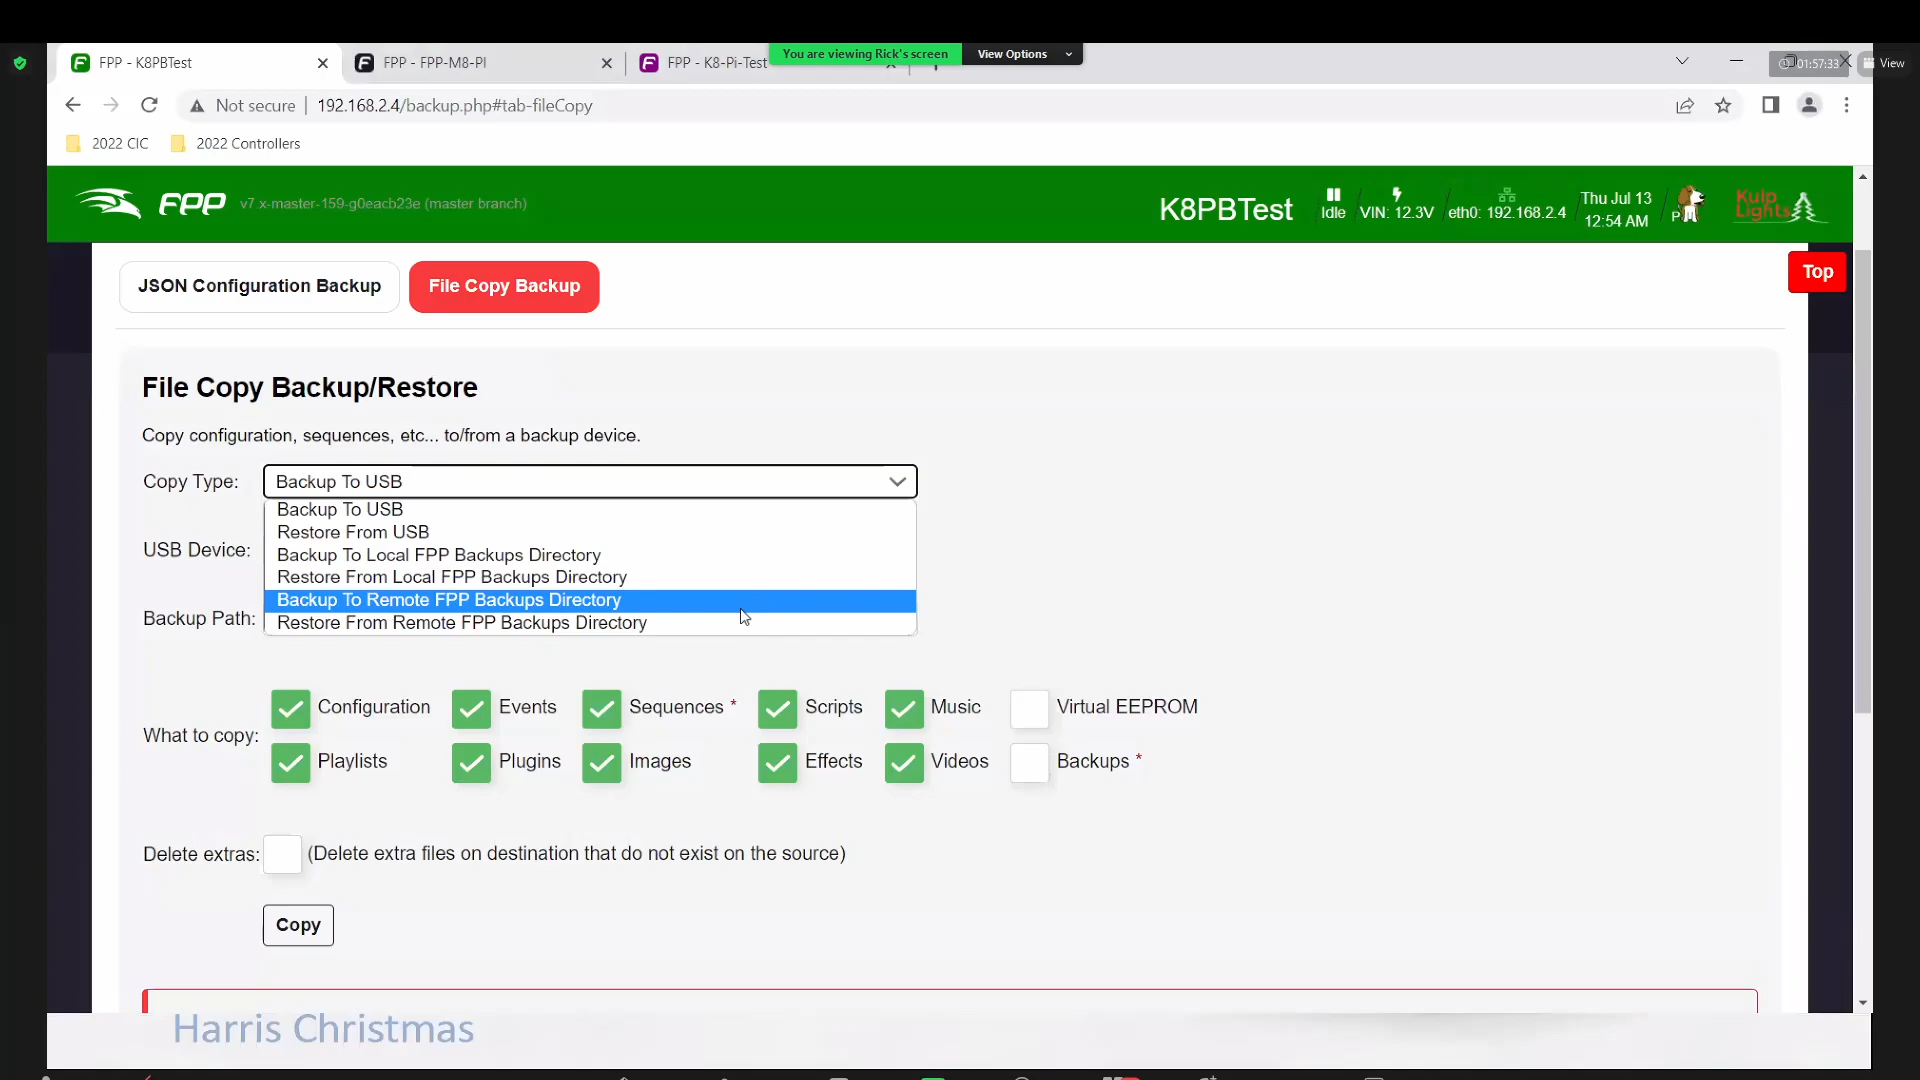 FPP - K8PBTest
FPP - FPP-M8-PI
FPP - K8-Pi-Test
You are viewing Rick's screen
View Options
01:57:33
View
Not secure
192.168.2.4/backup.php#tab-fileCopy
2022 CIC
2022 Controllers
FPP
v7.x-master-159-g0eacb23e (master branch)
K8PBTest
Idle
VIN: 12.3V
eth0: 192.168.2.4
Thu Jul 13
12:54 AM
Kulp
Lights
JSON Configuration Backup
File Copy Backup
Top
File Copy Backup/Restore
Copy configuration, sequences, etc... to/from a backup device.
Copy Type:
Backup To USB
Backup To USB
Restore From USB
Backup To Local FPP Backups Directory
Restore From Local FPP Backups Directory
Backup To Remote FPP Backups Directory
Restore From Remote FPP Backups Directory
USB Device:
Backup Path:
What to copy:
Configuration
Events
Sequences *
Scripts
Music
Virtual EEPROM
Playlists
Plugins
Images
Effects
Videos
Backups *
Delete extras:
(Delete extra files on destination that do not exist on the source)
Copy
Harris Christmas